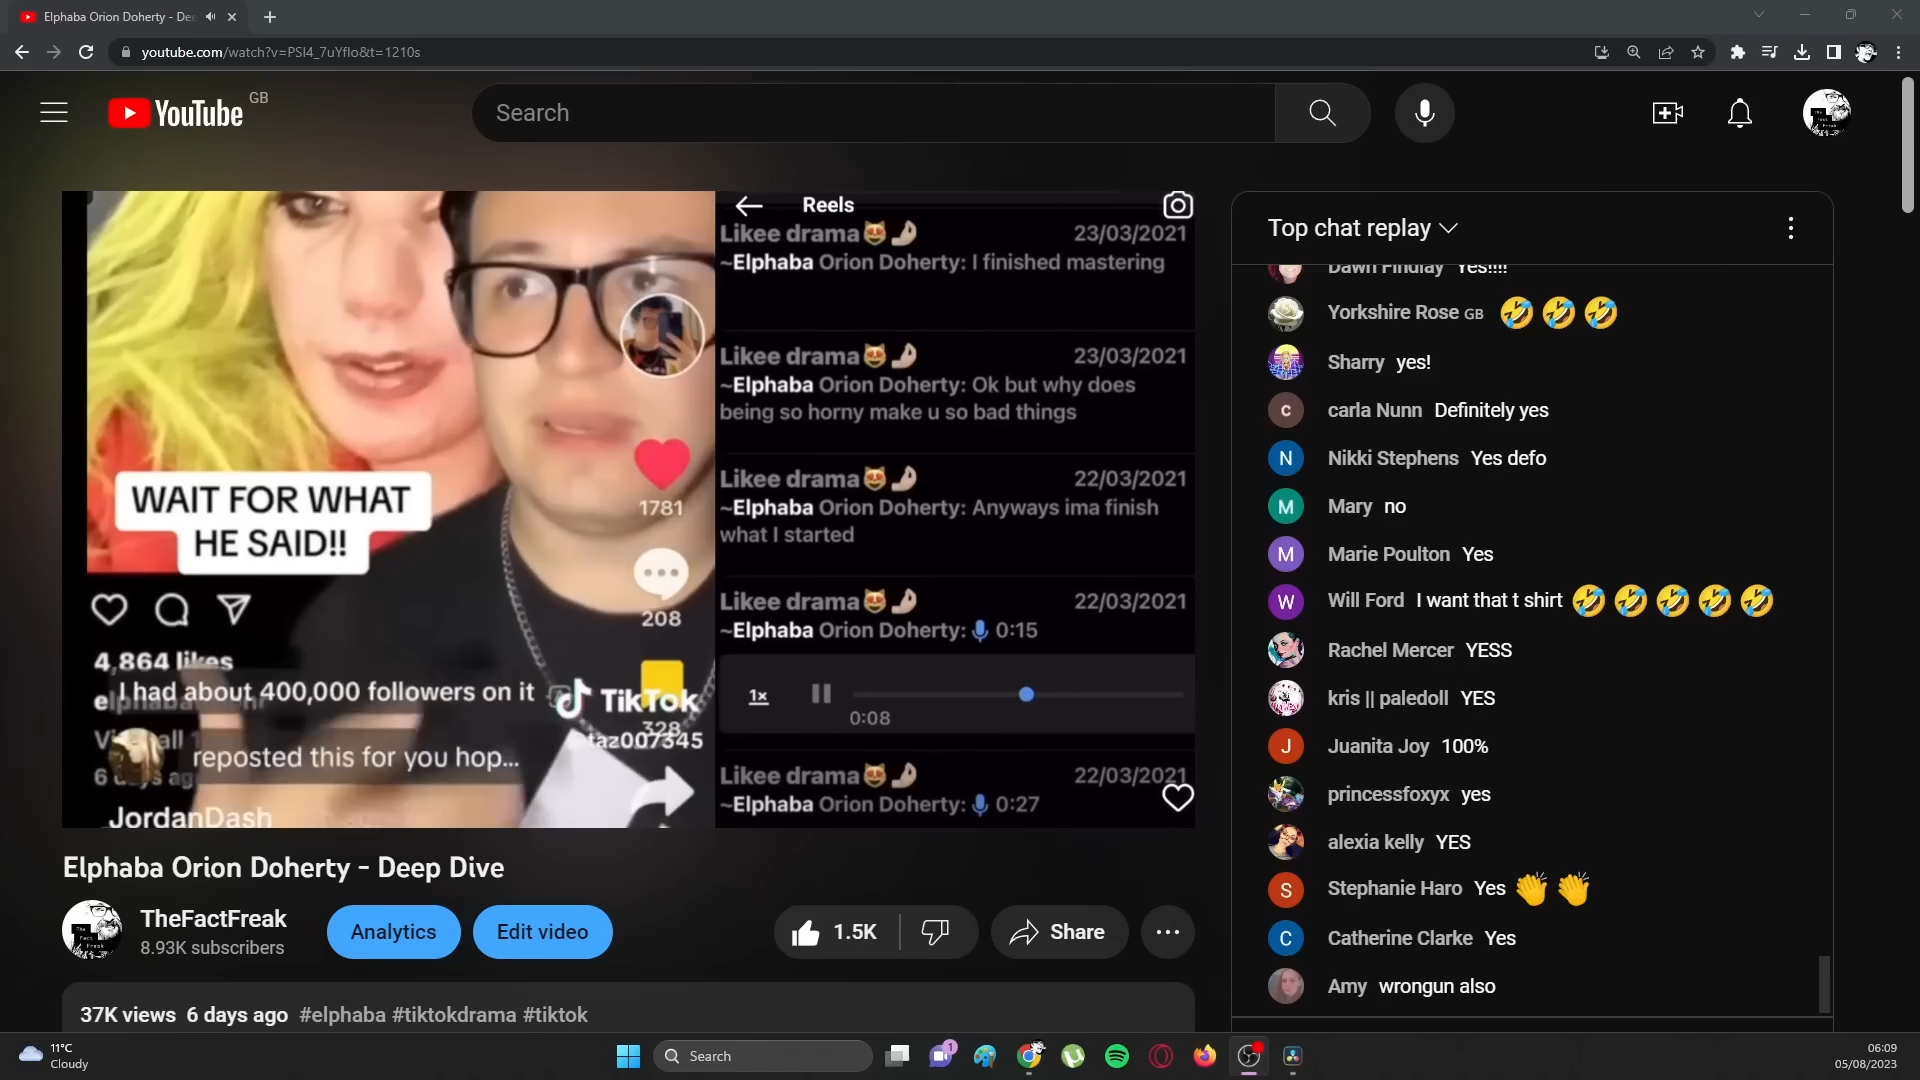 Elphaba Orion Doherty - Dee
youtube.com/watch?v=PSl4_7uYflo&t=1210s
YouTube GB
Search
Reels
Likee drama😻🤌🏼 23/03/2021
~Elphaba Orion Doherty: I finished mastering
Likee drama😻🤌🏼 23/03/2021
~Elphaba Orion Doherty: Ok but why does
being so horny make u so bad things
Likee drama😻🤌🏼 22/03/2021
~Elphaba Orion Doherty: Anyways ima finish
what I started
Likee drama😻🤌🏼 22/03/2021
~Elphaba Orion Doherty: 🎙️ 0:15
1x
0:08
Likee drama😻🤌🏼 22/03/2021
~Elphaba Orion Doherty: 🎙️ 0:27
WAIT FOR WHAT
HE SAID!!
1781
208
4,864 likes
I had about 400,000 followers on it
TikTok
328
taz007345
reposted this for you hop...
6 days ag
JordanDash
Top chat replay
Dawn Findlay Yes!!!!
Yorkshire Rose GB 🤣🤣🤣
Sharry yes!
c carla Nunn Definitely yes
N Nikki Stephens Yes defo
M Mary no
M Marie Poulton Yes
W Will Ford I want that t shirt 🤣🤣🤣🤣🤣
Rachel Mercer YESS
kris || paledoll YES
J Juanita Joy 100%
princessfoxyx yes
alexia kelly YES
S Stephanie Haro Yes 👏👏
C Catherine Clarke Yes
Amy wrongun also
Elphaba Orion Doherty - Deep Dive
TheFactFreak
8.93K subscribers
Analytics
Edit video
1.5K
Share
37K views 6 days ago #elphaba #tiktokdrama #tiktok
11°C
Cloudy
Search
1
06:09
05/08/2023